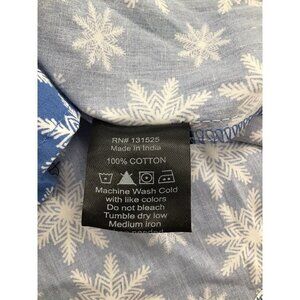 RN# 131525
Made in India
100% COTTON
Machine Wash Cold
with like colors
Do not bleach
Tumble dry low
Medium iron